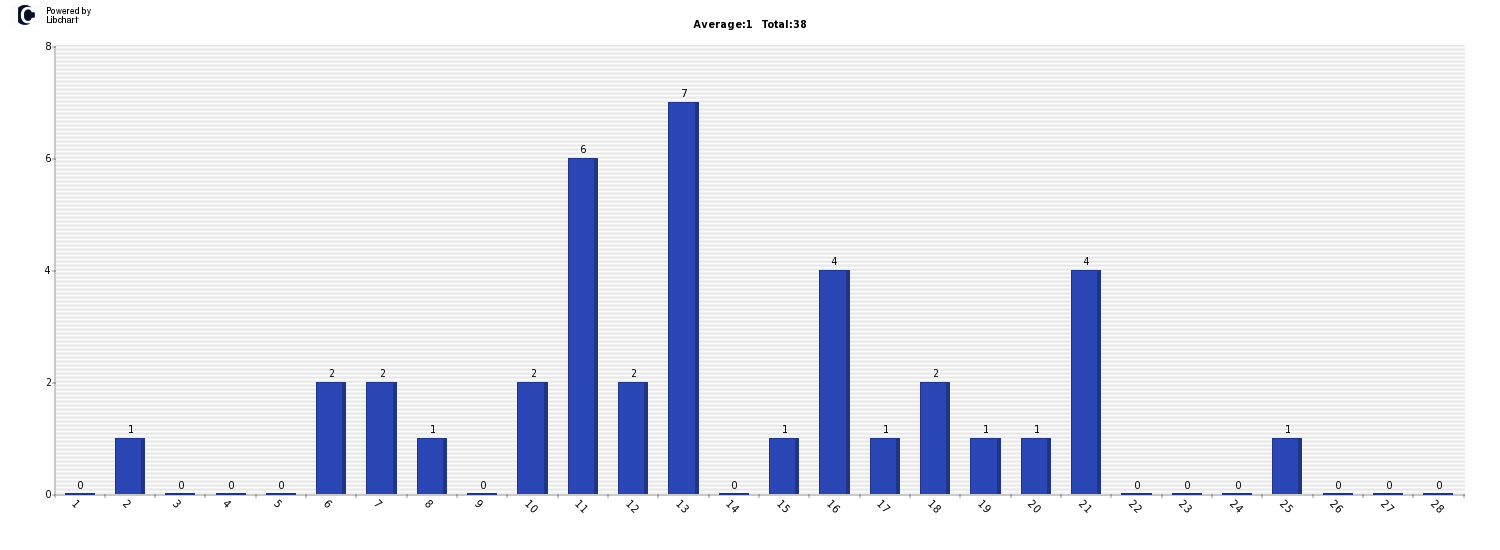 Powered by
Libchart
Average:1 Total:38
8
6
4
2
0
0 1 0 0 0 2 2 1 0 2 6 2 7 0 1 4 1 2 1 1 4 0 0 0 1 0 0 0
1 2 3 4 5 6 7 8 9 10 11 12 13 14 15 16 17 18 19 20 21 22 23 24 25 26 27 28